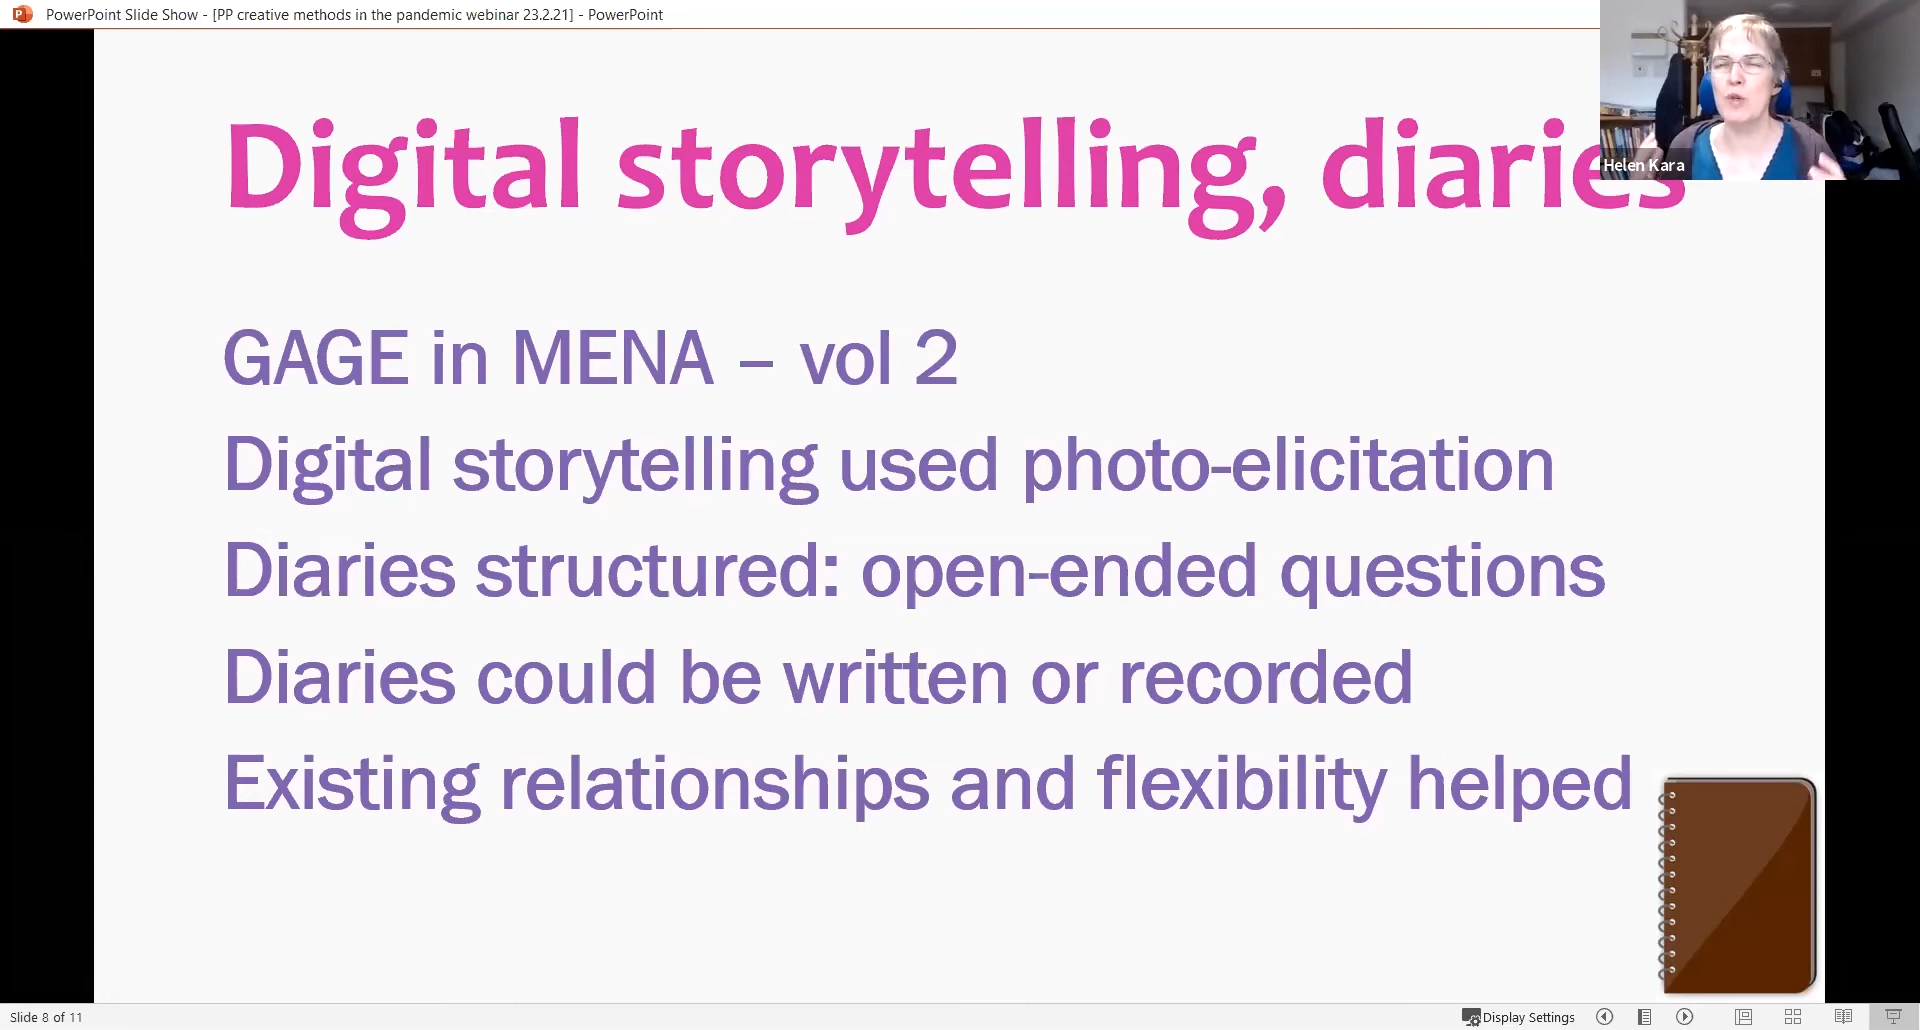 PowerPoint Slide Show - [PP creative methods in the pandemic webinar 23.2.21] - PowerPoint
Helen Kara
Digital storytelling, diaries
GAGE in MENA – vol 2
Digital storytelling used photo-elicitation
Diaries structured: open-ended questions
Diaries could be written or recorded
Existing relationships and flexibility helped
Slide 8 of 11
Display Settings